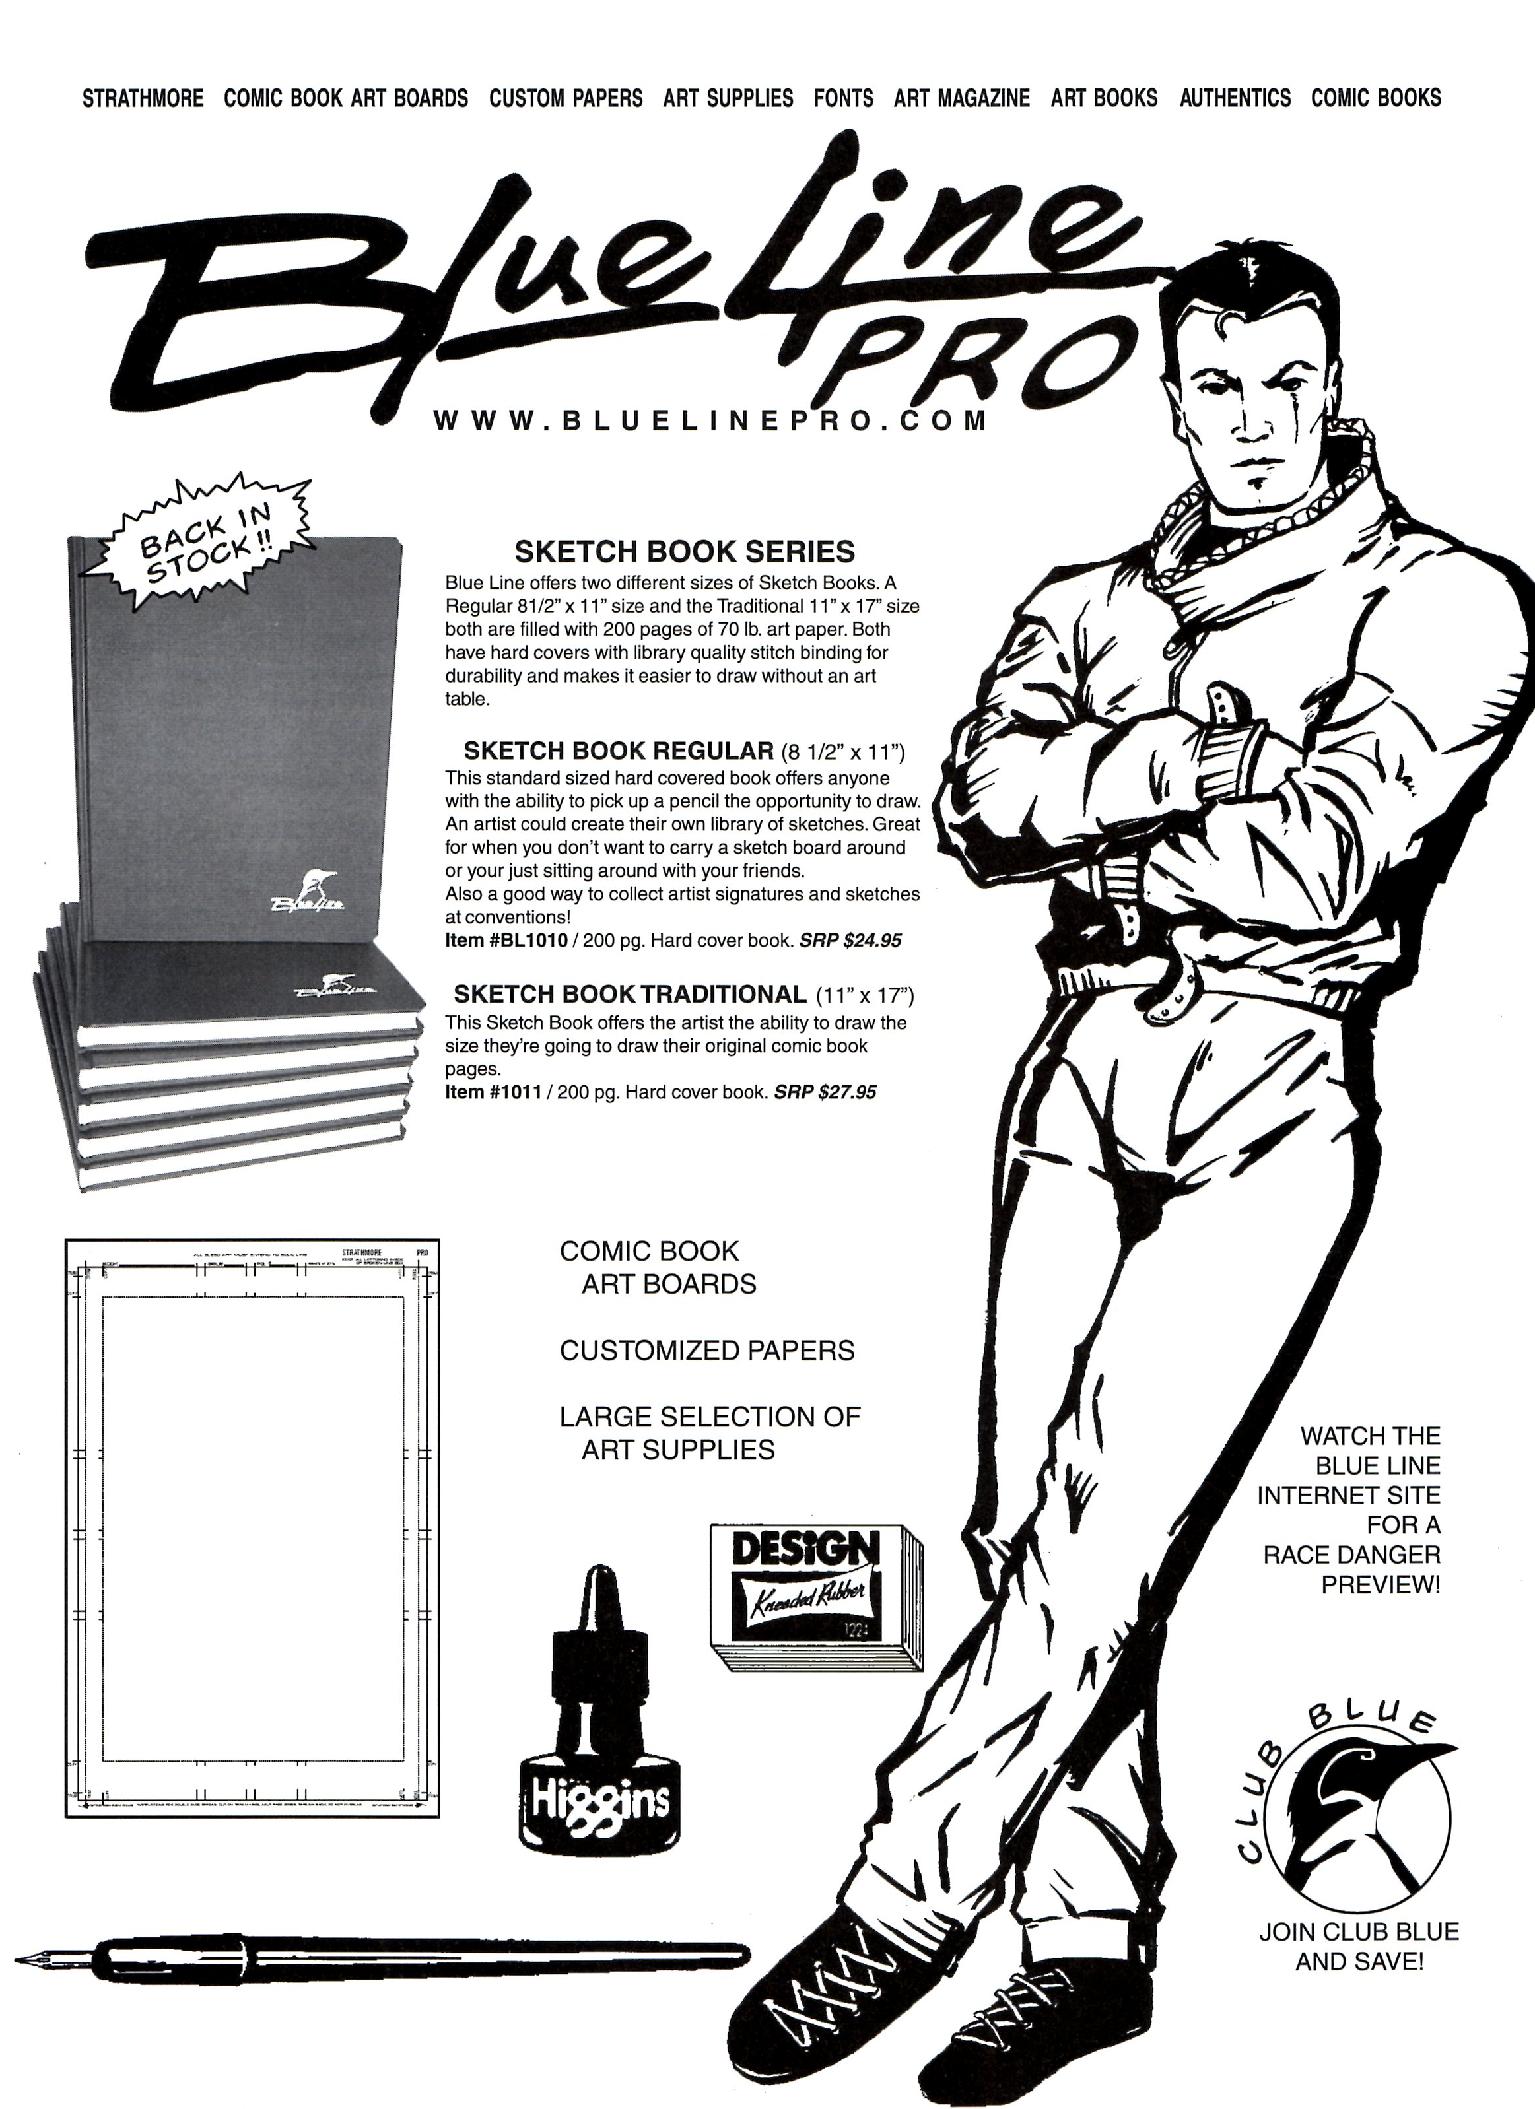 STRATHMORE COMIC BOOK ART BOARDS CUSTOM PAPERS ART SUPPLIES FONTS ART MAGAZINE ART BOOKS AUTHENTICS COMIC BOOKS
Blue Line
PRO
WWW.BLUELINEPRO.COM
BACK IN
STOCK!!
Blue Line
Blue Line
SKETCH BOOK SERIES
Blue Line offers two different sizes of Sketch Books. A
Regular 81/2" x 11" size and the Traditional 11" x 17" size
both are filled with 200 pages of 70 lb. art paper. Both
have hard covers with library quality stitch binding for
durability and makes it easier to draw without an art
table.
SKETCH BOOK REGULAR (8 1/2" x 11")
This standard sized hard covered book offers anyone
with the ability to pick up a pencil the opportunity to draw.
An artist could create their own library of sketches. Great
for when you don't want to carry a sketch board around
or your just sitting around with your friends.
Also a good way to collect artist signatures and sketches
at conventions!
Item #BL1010 / 200 pg. Hard cover book. SRP $24.95
SKETCH BOOK TRADITIONAL (11" x 17")
This Sketch Book offers the artist the ability to draw the
size they're going to draw their original comic book
pages.
Item #1011 / 200 pg. Hard cover book. SRP $27.95
STRATHMORE PRO
COMIC BOOK
ART BOARDS
CUSTOMIZED PAPERS
LARGE SELECTION OF
ART SUPPLIES
DESIGN
Kneaded Rubber
1224
Higgins
WATCH THE
BLUE LINE
INTERNET SITE
FOR A
RACE DANGER
PREVIEW!
CLUB BLUE
JOIN CLUB BLUE
AND SAVE!